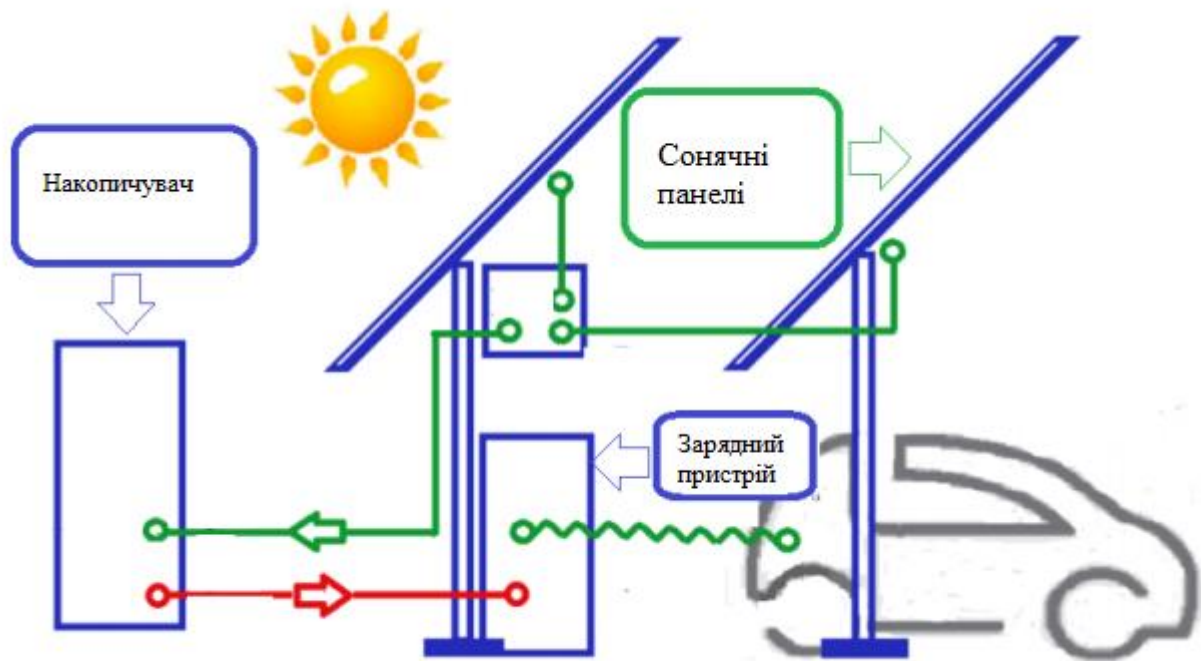 Накопичувач
Сонячні
панелі
Зарядний
пристрій